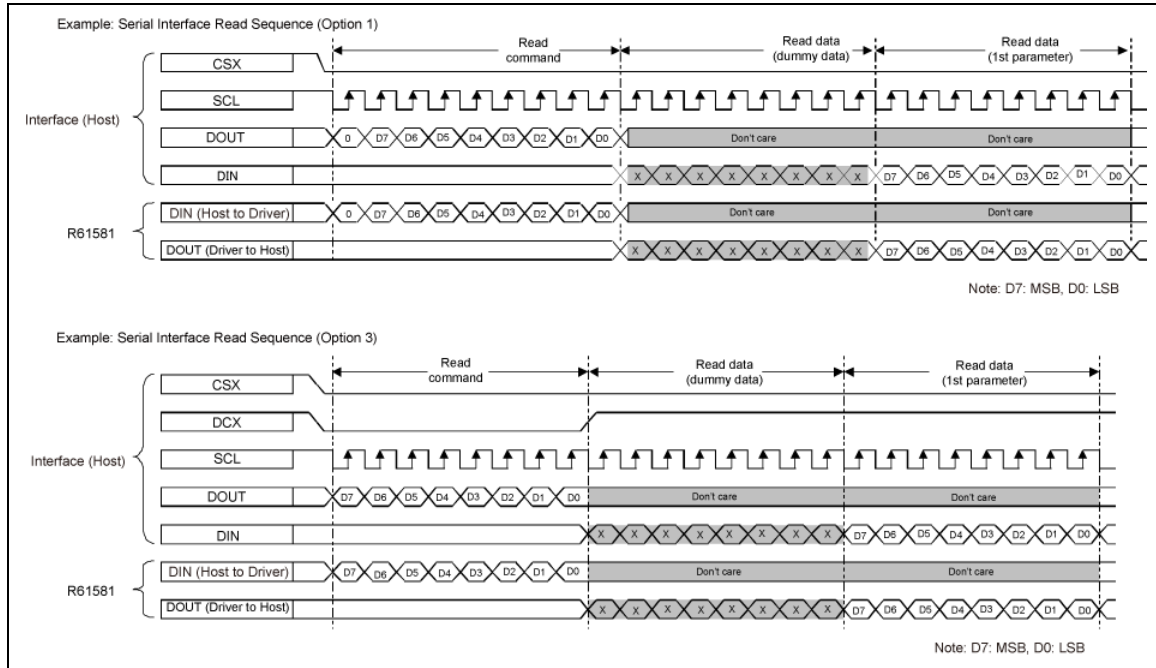 Example: Serial Interface Read Sequence (Option 1)
Read command
Read data (dummy data)
Read data (1st parameter)
Interface (Host)
CSX
SCL
DOUT 0 D7 D6 D5 D4 D3 D2 D1 D0 Don't care Don't care
DIN X X X X X X X X D7 D6 D5 D4 D3 D2 D1 D0
R61581
DIN (Host to Driver) 0 D7 D6 D5 D4 D3 D2 D1 D0 Don't care Don't care
DOUT (Driver to Host) X X X X X X X X D7 D6 D5 D4 D3 D2 D1 D0
Note: D7: MSB, D0: LSB
Example: Serial Interface Read Sequence (Option 3)
Read command
Read data (dummy data)
Read data (1st parameter)
Interface (Host)
CSX
DCX
SCL
DOUT D7 D6 D5 D4 D3 D2 D1 D0 Don't care Don't care
DIN X X X X X X X X D7 D6 D5 D4 D3 D2 D1 D0
R61581
DIN (Host to Driver) D7 D6 D5 D4 D3 D2 D1 D0 Don't care Don't care
DOUT (Driver to Host) X X X X X X X X D7 D6 D5 D4 D3 D2 D1 D0
Note: D7: MSB, D0: LSB